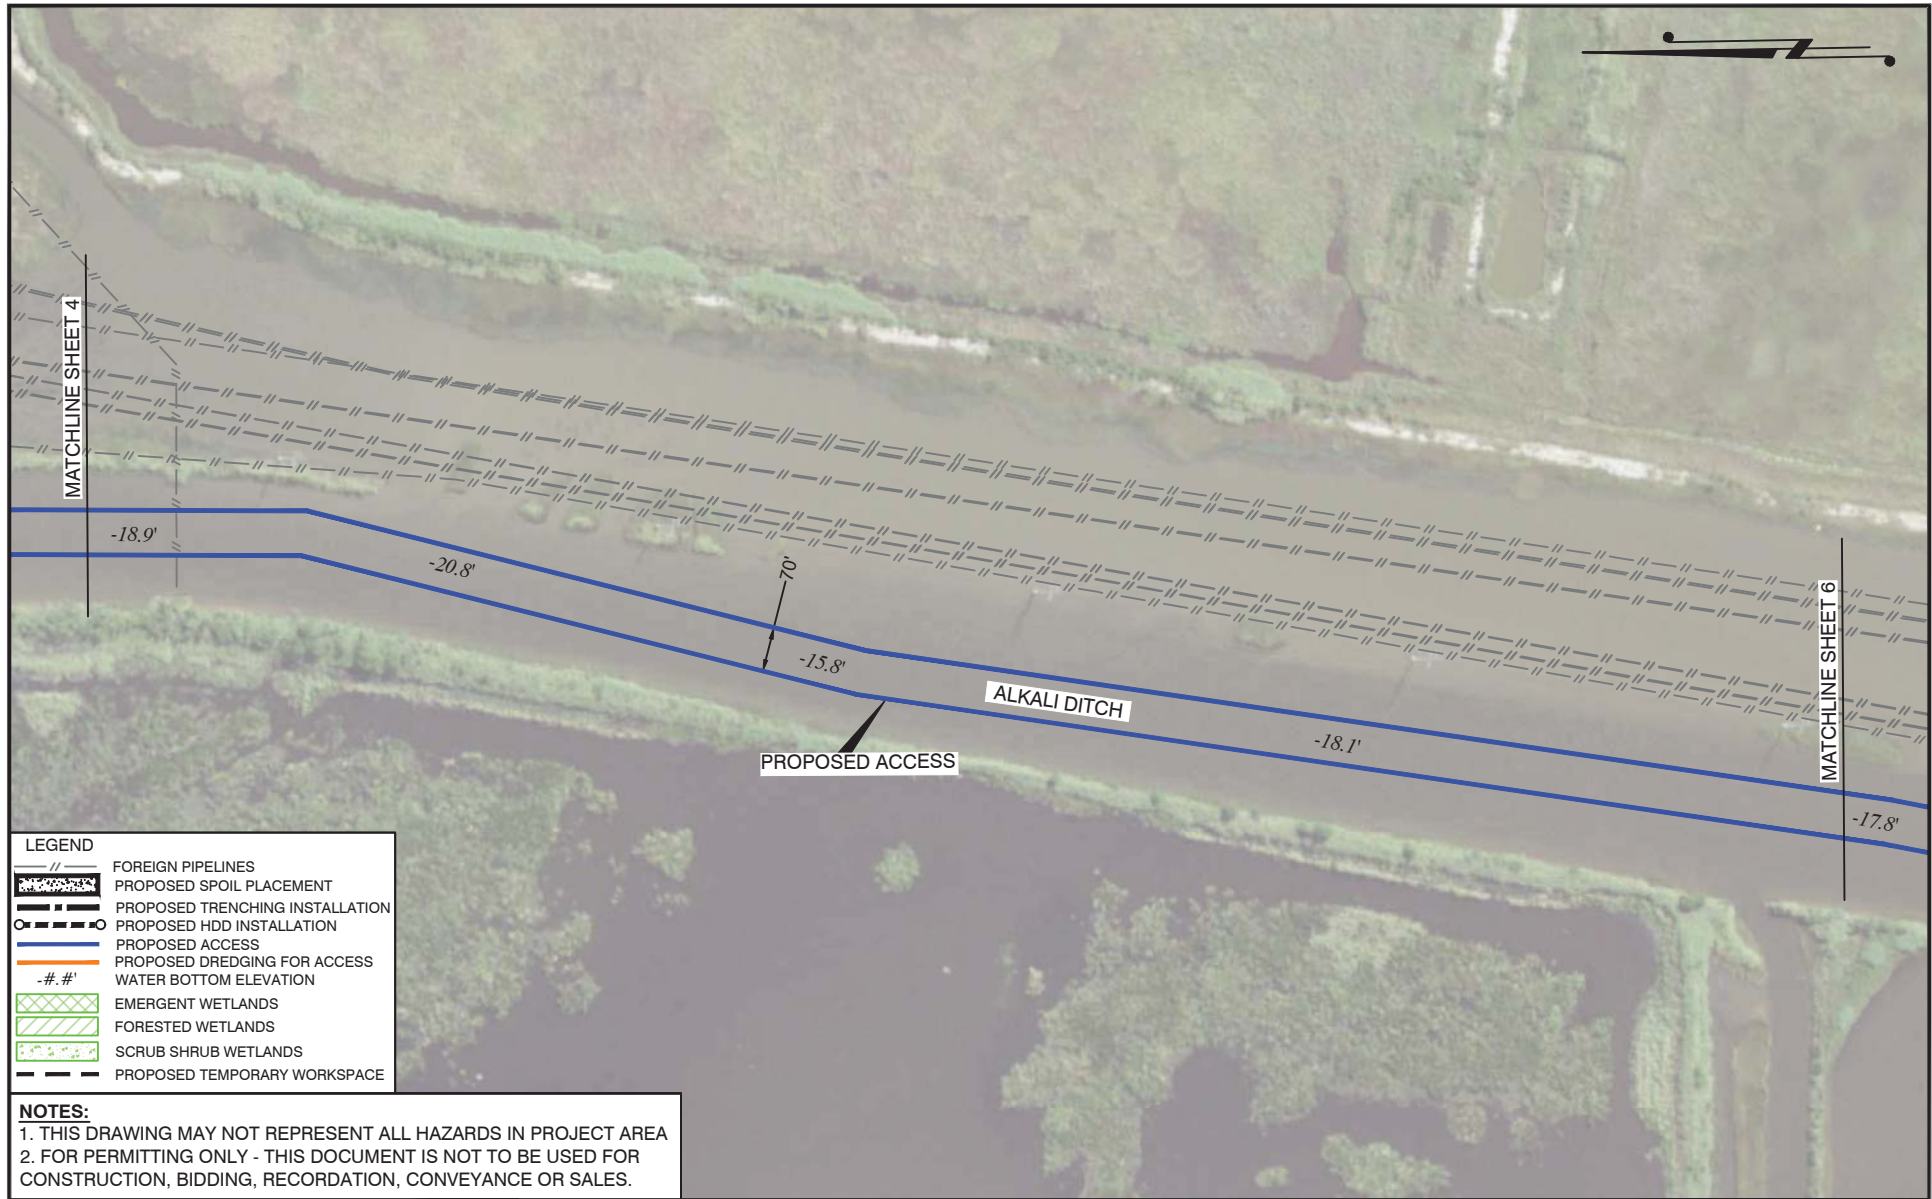 MATCHLINE SHEET 4
-18.9'
-20.8'
70'
-15.8'
ALKALI DITCH
PROPOSED ACCESS
-18.1'
MATCHLINE SHEET 6
-17.8'
LEGEND
FOREIGN PIPELINES
PROPOSED SPOIL PLACEMENT
PROPOSED TRENCHING INSTALLATION
PROPOSED HDD INSTALLATION
PROPOSED ACCESS
PROPOSED DREDGING FOR ACCESS
-#.#' WATER BOTTOM ELEVATION
EMERGENT WETLANDS
FORESTED WETLANDS
SCRUB SHRUB WETLANDS
PROPOSED TEMPORARY WORKSPACE
NOTES:
1. THIS DRAWING MAY NOT REPRESENT ALL HAZARDS IN PROJECT AREA
2. FOR PERMITTING ONLY - THIS DOCUMENT IS NOT TO BE USED FOR
CONSTRUCTION, BIDDING, RECORDATION, CONVEYANCE OR SALES.